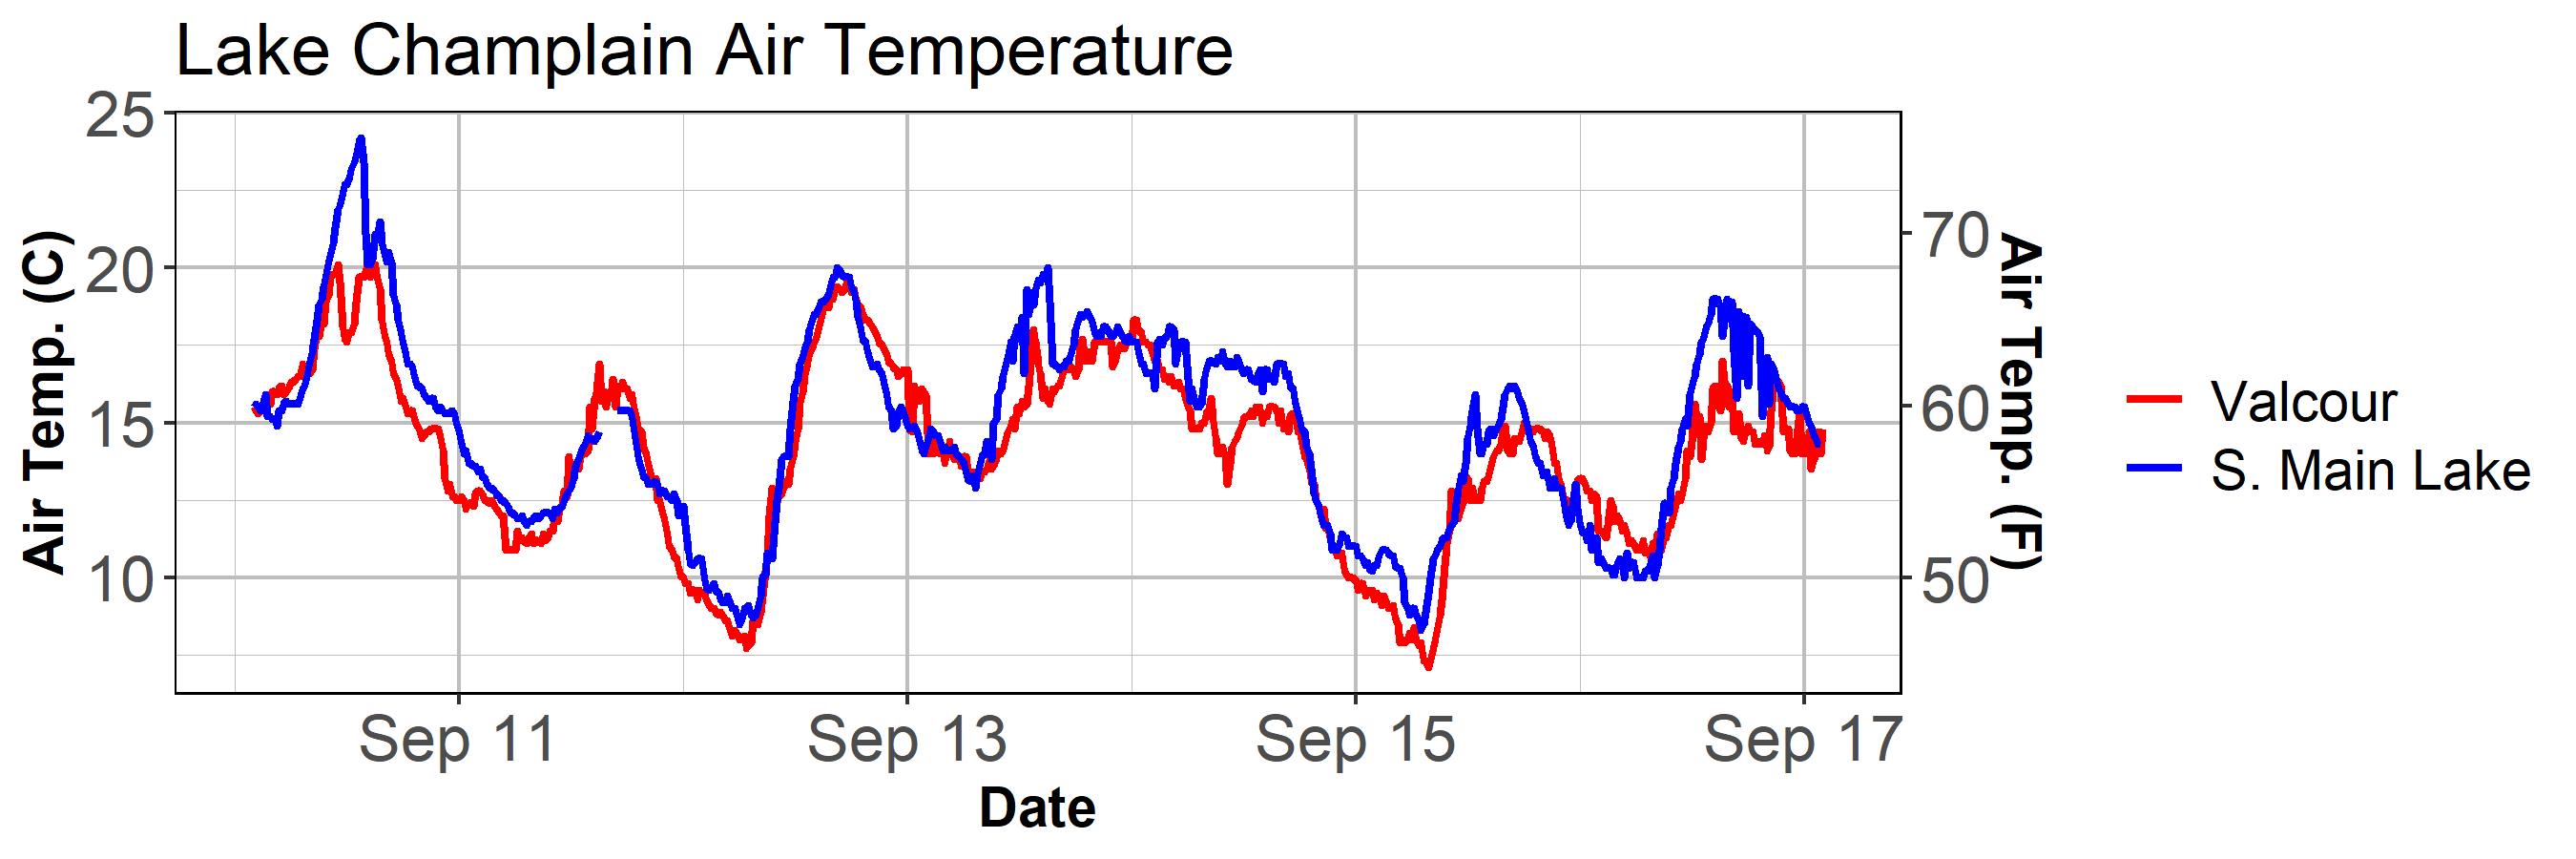 Lake Champlain Air Temperature
25
20
15
10
Air Temp. (C)
70
60
50
Air Temp. (F)
Sep 11
Sep 13
Sep 15
Sep 17
Date
Valcour
S. Main Lake